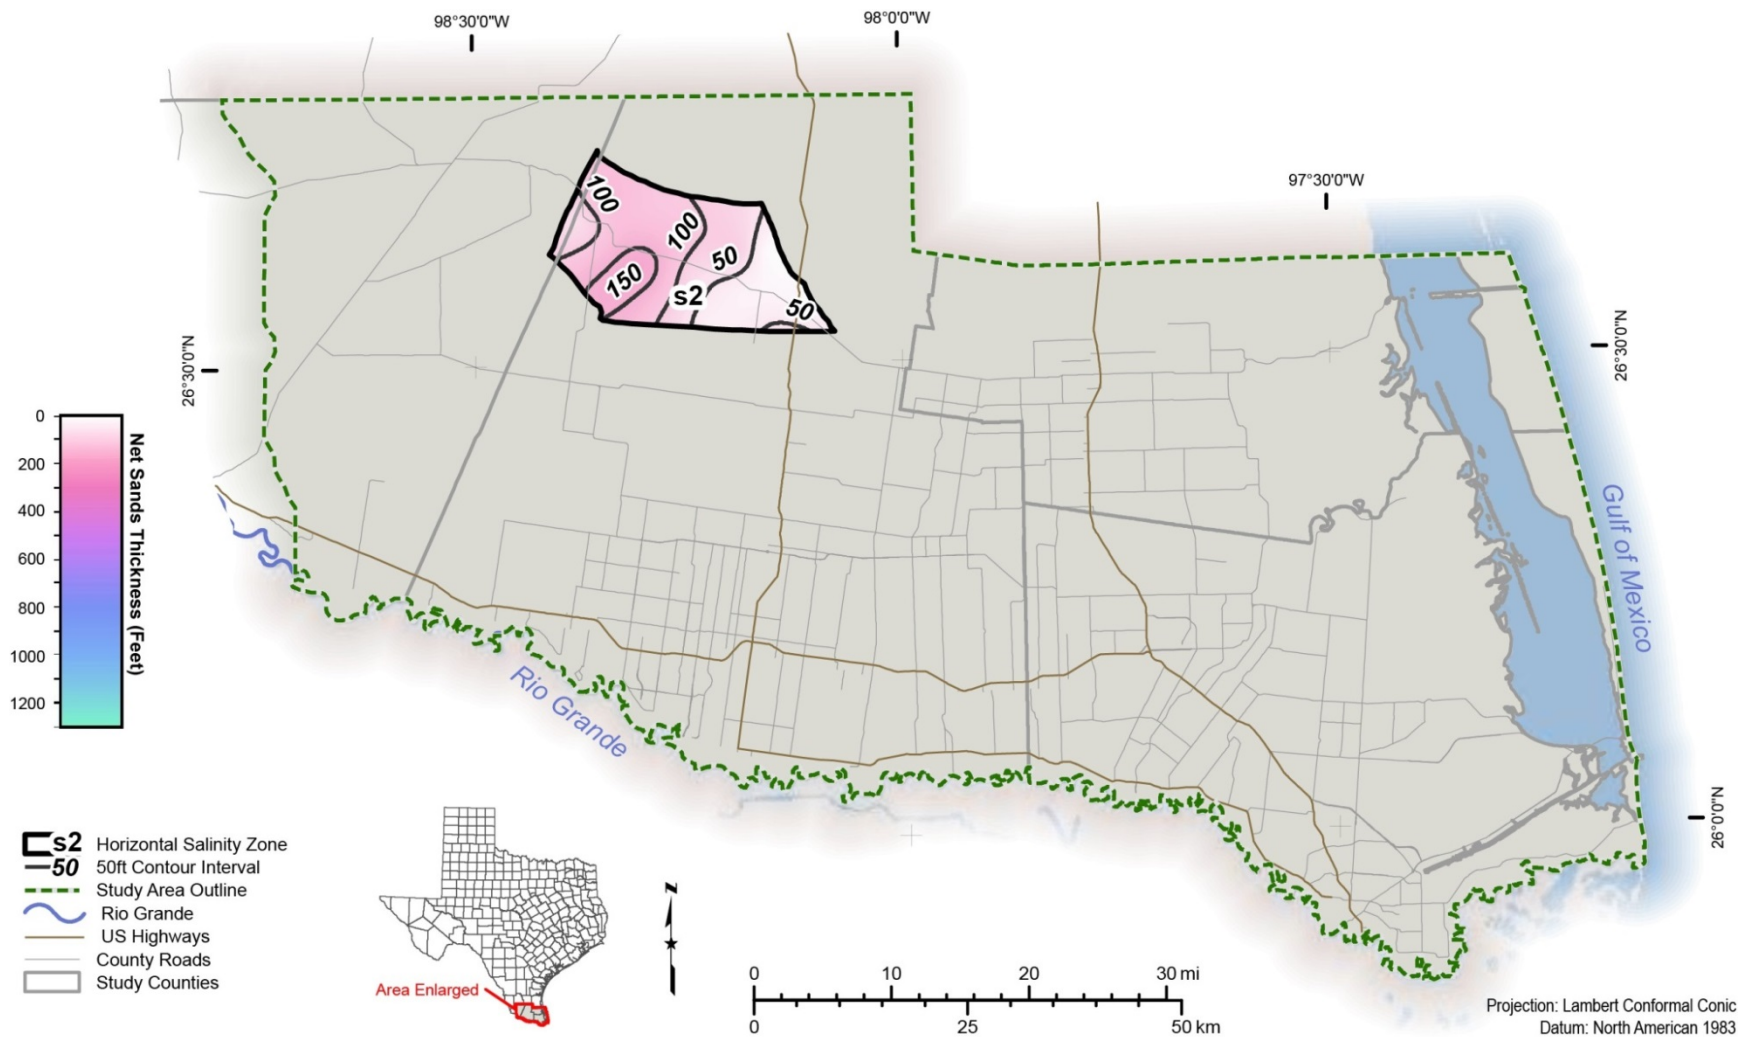 98°30'0"W
98°0'0"W
97°30'0"W
100
100
50
150
s2
50
26°30'0"N
26°30'0"N
0
200
400
600
800
1000
1200
Net Sands Thickness (Feet)
Gulf of Mexico
Rio Grande
26°0'0"N
s2 Horizontal Salinity Zone
50 50ft Contour Interval
Study Area Outline
Rio Grande
US Highways
County Roads
Study Counties
Area Enlarged
N
0 10 20 30 mi
0 25 50 km
Projection: Lambert Conformal Conic
Datum: North American 1983